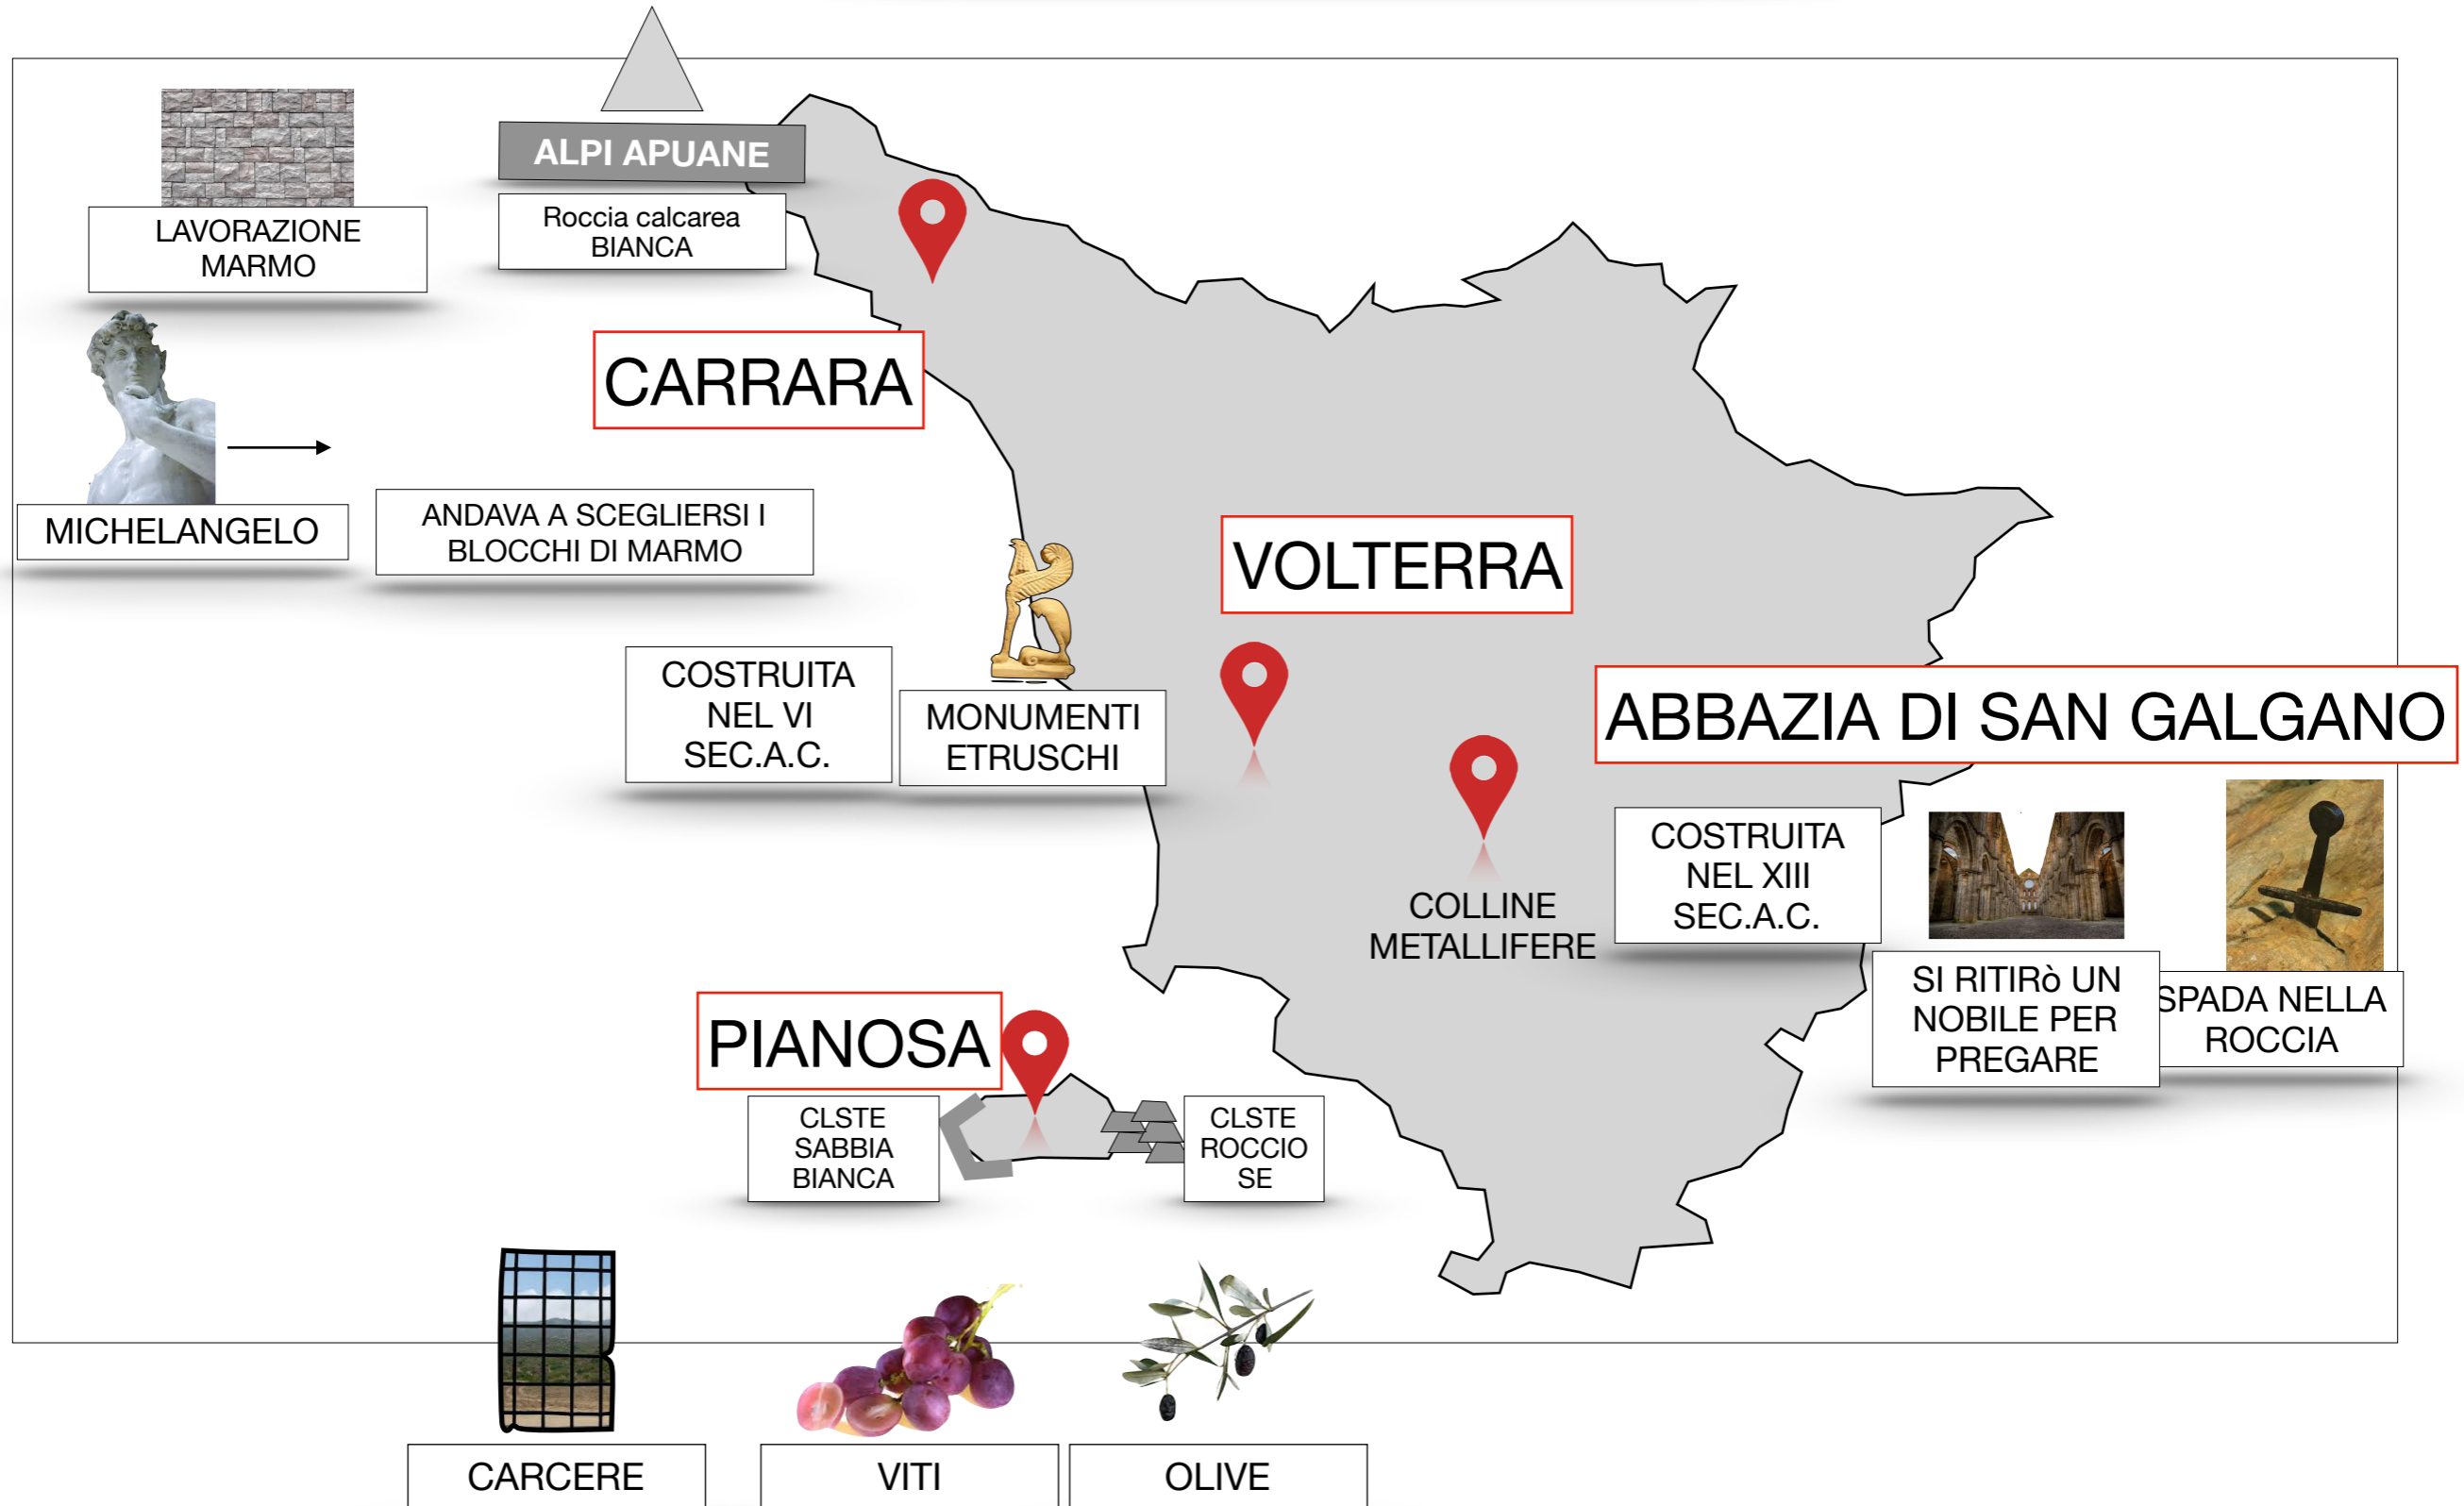 ALPI APUANE
Roccia calcarea
BIANCA
LAVORAZIONE
MARMO
CARRARA
MICHELANGELO
ANDAVA A SCEGLIERSI I
BLOCCHI DI MARMO
VOLTERRA
COSTRUITA
NEL VI
SEC.A.C.
MONUMENTI
ETRUSCHI
ABBAZIA DI SAN GALGANO
COSTRUITA
NEL XIII
SEC.A.C.
COLLINE
METALLIFERE
SI RITIRò UN
NOBILE PER
PREGARE
SPADA NELLA
ROCCIA
PIANOSA
CLSTE
SABBIA
BIANCA
CLSTE
ROCCIO
SE
CARCERE
VITI
OLIVE